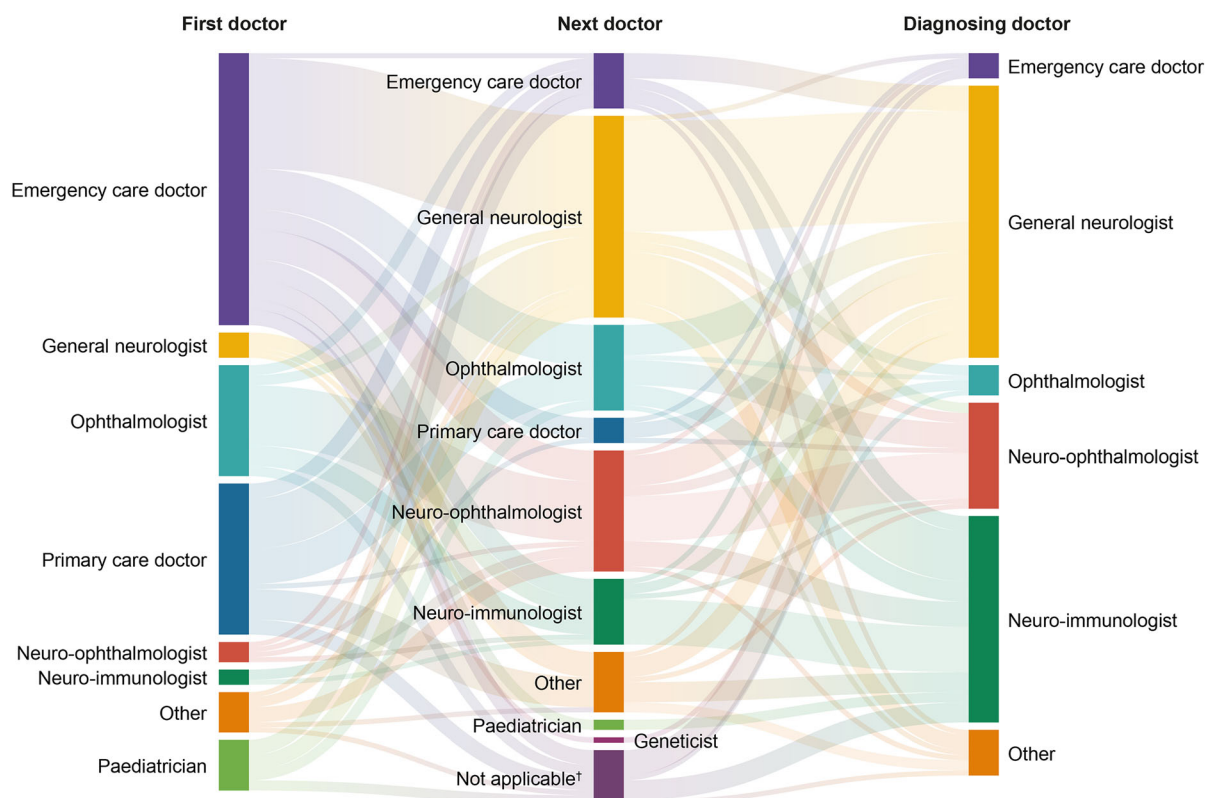 First doctor
Next doctor
Diagnosing doctor
Emergency care doctor
General neurologist
Ophthalmologist
Primary care doctor
Neuro-ophthalmologist
Neuro-immunologist
Other
Paediatrician
Emergency care doctor
General neurologist
Ophthalmologist
Primary care doctor
Neuro-ophthalmologist
Neuro-immunologist
Other
Paediatrician
Geneticist
Not applicable†
Emergency care doctor
General neurologist
Ophthalmologist
Neuro-ophthalmologist
Neuro-immunologist
Other